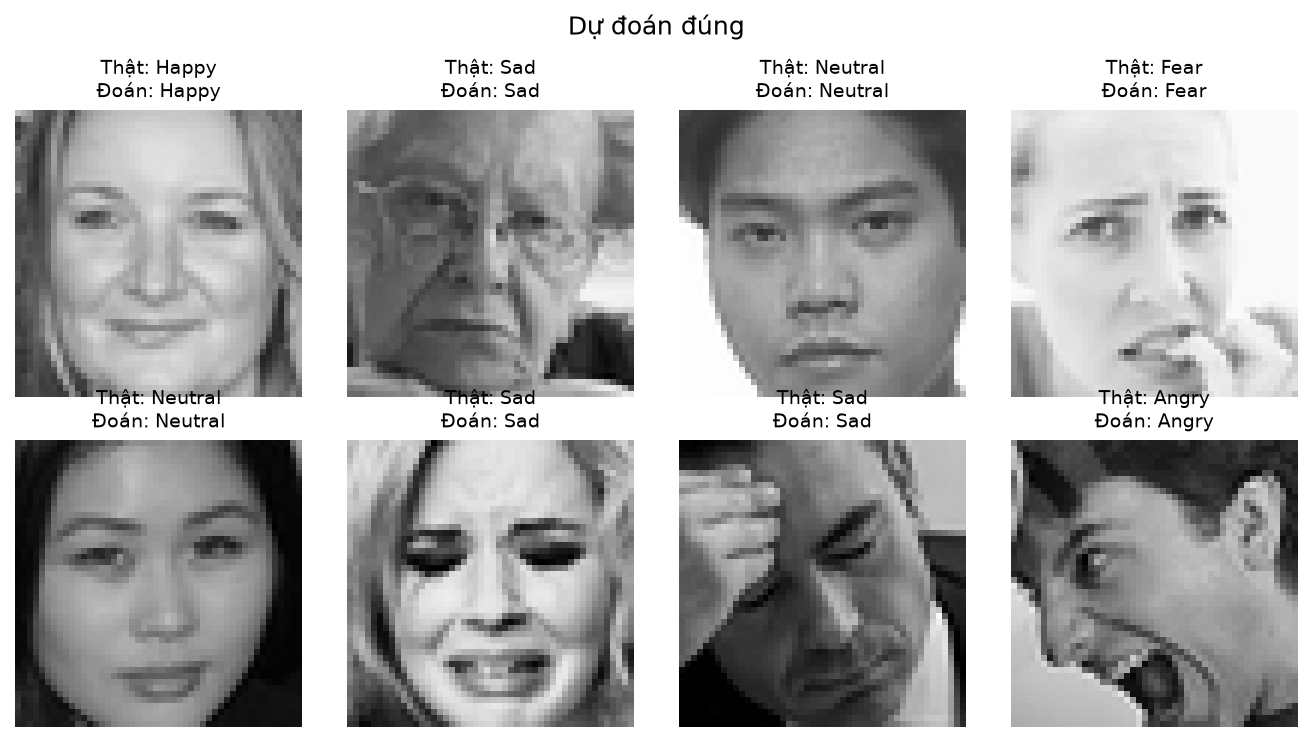 Dự đoán đúng
Thật: Happy
Đoán: Happy
Thật: Sad
Đoán: Sad
Thật: Neutral
Đoán: Neutral
Thật: Fear
Đoán: Fear
Thật: Neutral
Đoán: Neutral
Thật: Sad
Đoán: Sad
Thật: Sad
Đoán: Sad
Thật: Angry
Đoán: Angry